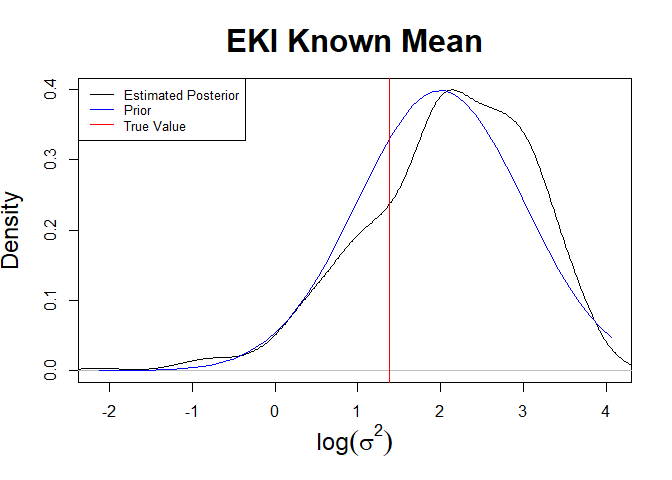 EKI Known Mean
Estimated Posterior
Prior
True Value
Density
0.0
0.1
0.2
0.3
0.4
-2
-1
0
1
2
3
4
log(σ²)